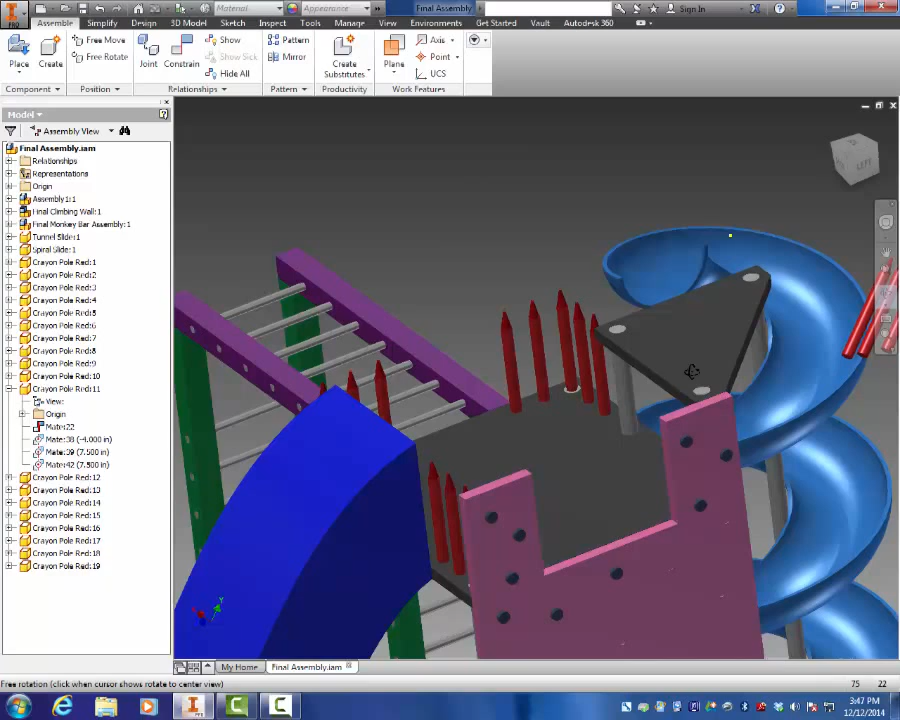 Material
Appearance
Final Assembly
Sign In
PRO
Assemble Simplify Design 3D Model Sketch Inspect Tools Manage View Environments Get Started Vault Autodesk 360
Place
Create
Free Move
Free Rotate
Joint
Constrain
Show
Show Sick
Hide All
Pattern
Mirror
Create
Substitutes
Plane
Axis
Point
UCS
Component
Position
Relationships
Pattern
Productivity
Work Features
Model
Assembly View
Final Assembly.iam
Relationships
Representations
Origin
Assembly1:1
Final Climbing Wall:1
Final Monkey Bar Assembly:1
Tunnel Slide:1
Spiral Slide:1
Crayon Pole Red:1
Crayon Pole Red:2
Crayon Pole Red:3
Crayon Pole Red:4
Crayon Pole Red:5
Crayon Pole Red:6
Crayon Pole Red:7
Crayon Pole Red:8
Crayon Pole Red:9
Crayon Pole Red:10
Crayon Pole Red:11
View:
Origin
Mate:22
Mate:38 (-4.000 in)
Mate:39 (7.500 in)
Mate:42 (7.500 in)
Crayon Pole Red:12
Crayon Pole Red:13
Crayon Pole Red:14
Crayon Pole Red:15
Crayon Pole Red:16
Crayon Pole Red:17
Crayon Pole Red:18
Crayon Pole Red:19
My Home
Final Assembly.iam
Free rotation (click when cursor shows rotate to center view)
75
22
3:47 PM
12/12/2014